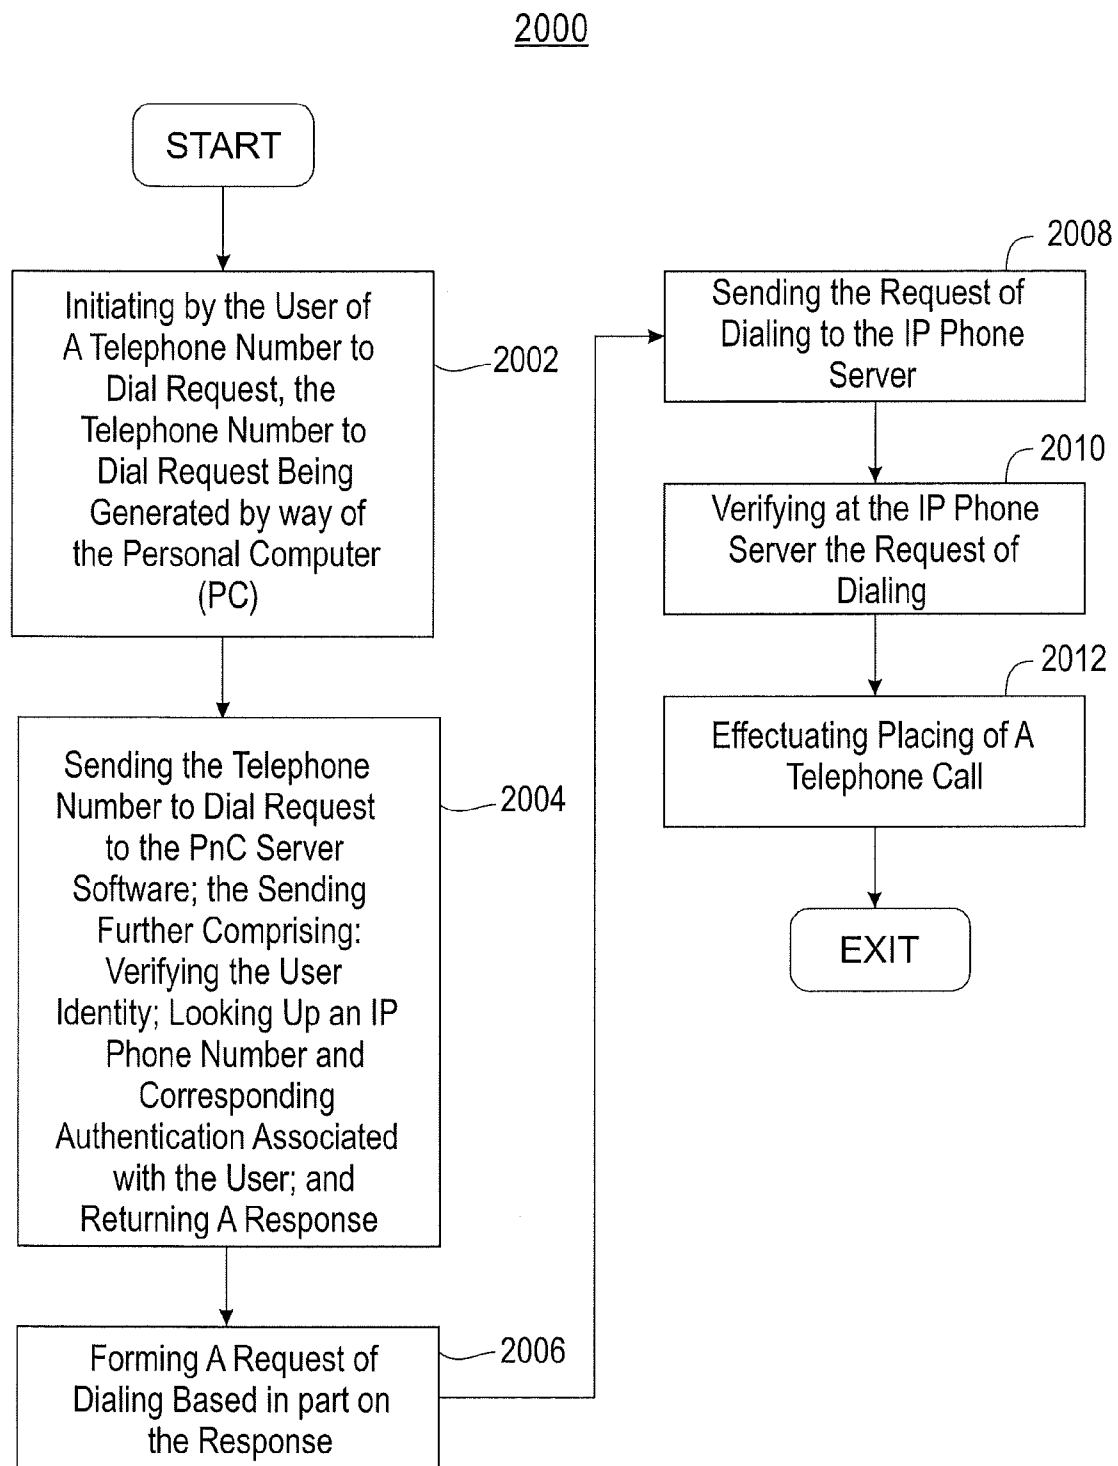 2000
START
Initiating by the User of
A Telephone Number to
Dial Request, the
Telephone Number to
Dial Request Being
Generated by way of
the Personal Computer
(PC)
2002
Sending the Telephone
Number to Dial Request
to the PnC Server
Software; the Sending
Further Comprising:
Verifying the User
Identity; Looking Up an IP
Phone Number and
Corresponding
Authentication Associated
with the User; and
Returning A Response
2004
Forming A Request of
Dialing Based in part on
the Response
2006
2008
Sending the Request of
Dialing to the IP Phone
Server
2010
Verifying at the IP Phone
Server the Request of
Dialing
2012
Effectuating Placing of A
Telephone Call
EXIT